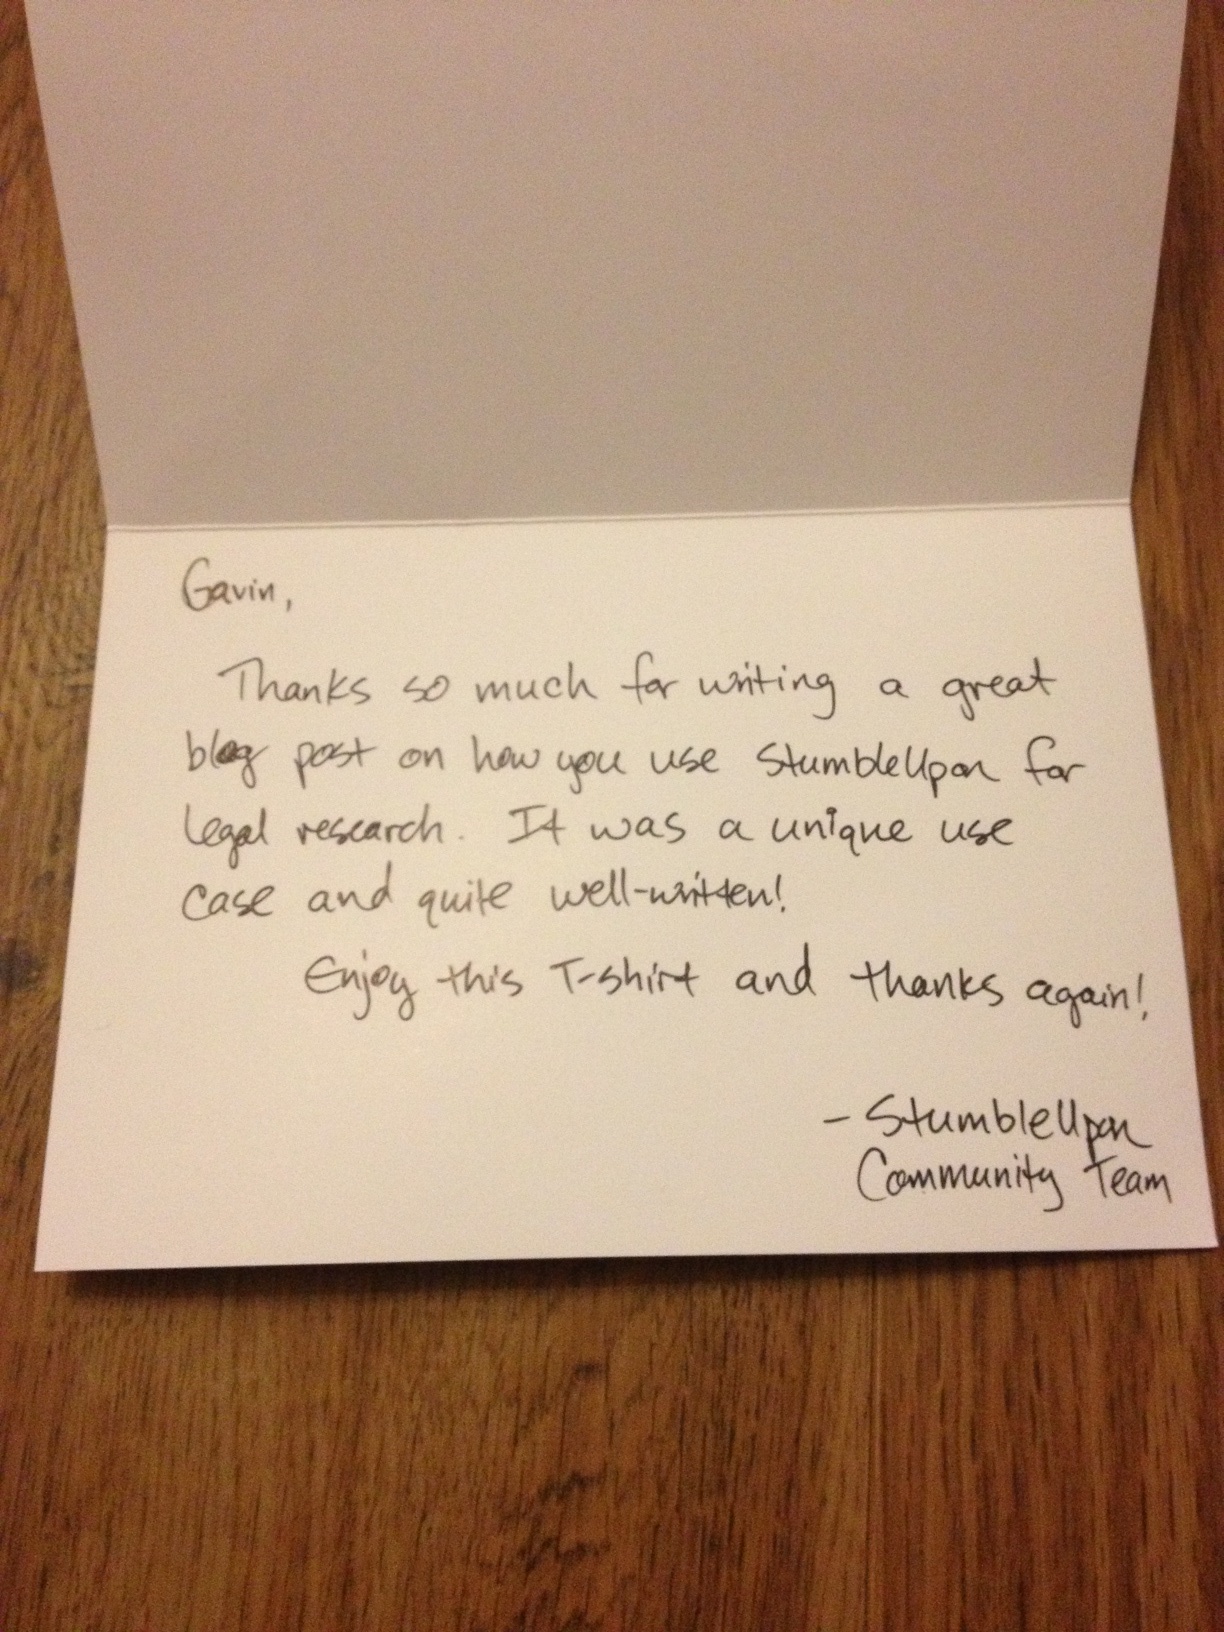 Gavin,
Thanks so much for writing a great
blog post on how you use StumbleUpon for
legal research. It was a unique use
case and quite well-written!
Enjoy this T-shirt and thanks again!
- StumbleUpon
Community Team